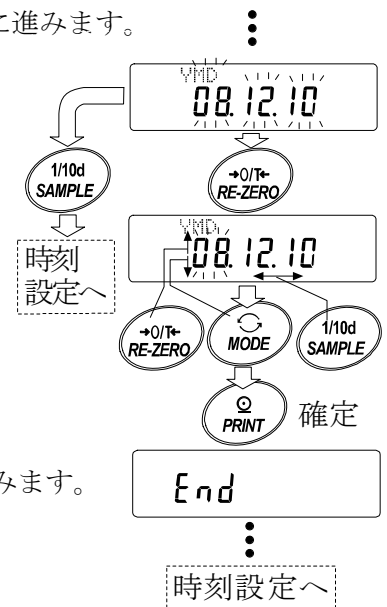 に進みます。
YMD
08.12.10
1/10d
SAMPLE
→0/T←
RE-ZERO
時刻
設定へ
YMD
08.12.10
→0/T←
RE-ZERO
MODE
1/10d
SAMPLE
PRINT
確定
みます。
End
時刻設定へ